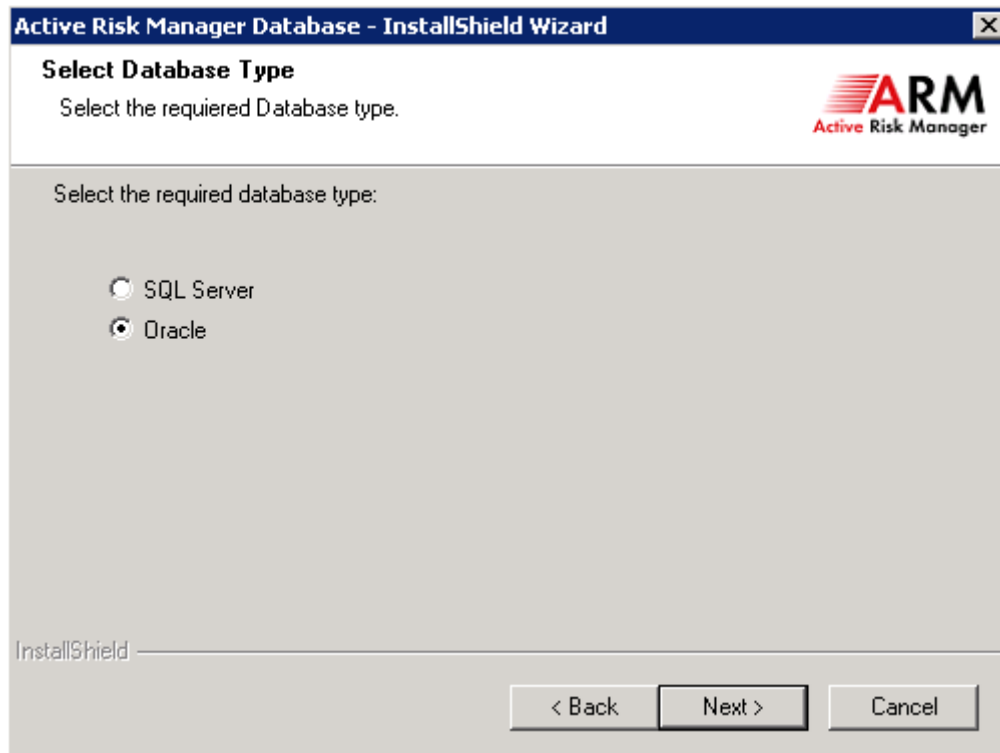 Active Risk Manager Database - InstallShield Wizard
Select Database Type
Select the requiered Database type.
ARM
Active Risk Manager
Select the required database type:
SQL Server
Oracle
InstallShield
< Back
Next >
Cancel